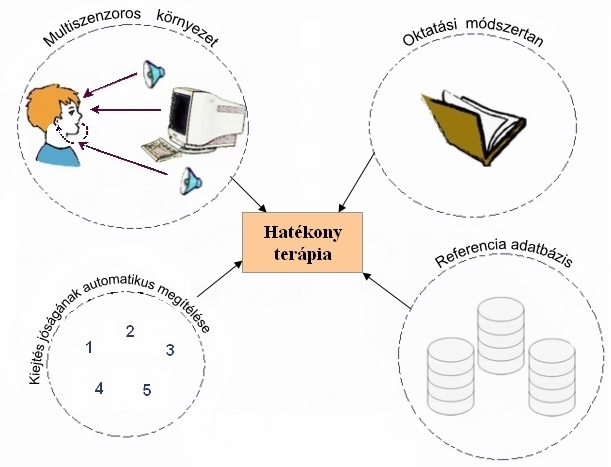 Multiszenzoros környezet
Oktatási módszertan
Hatékony
terápia
Kiejtés jóságának automatikus megítélése
1 2 3
4 5
Referencia adatbázis